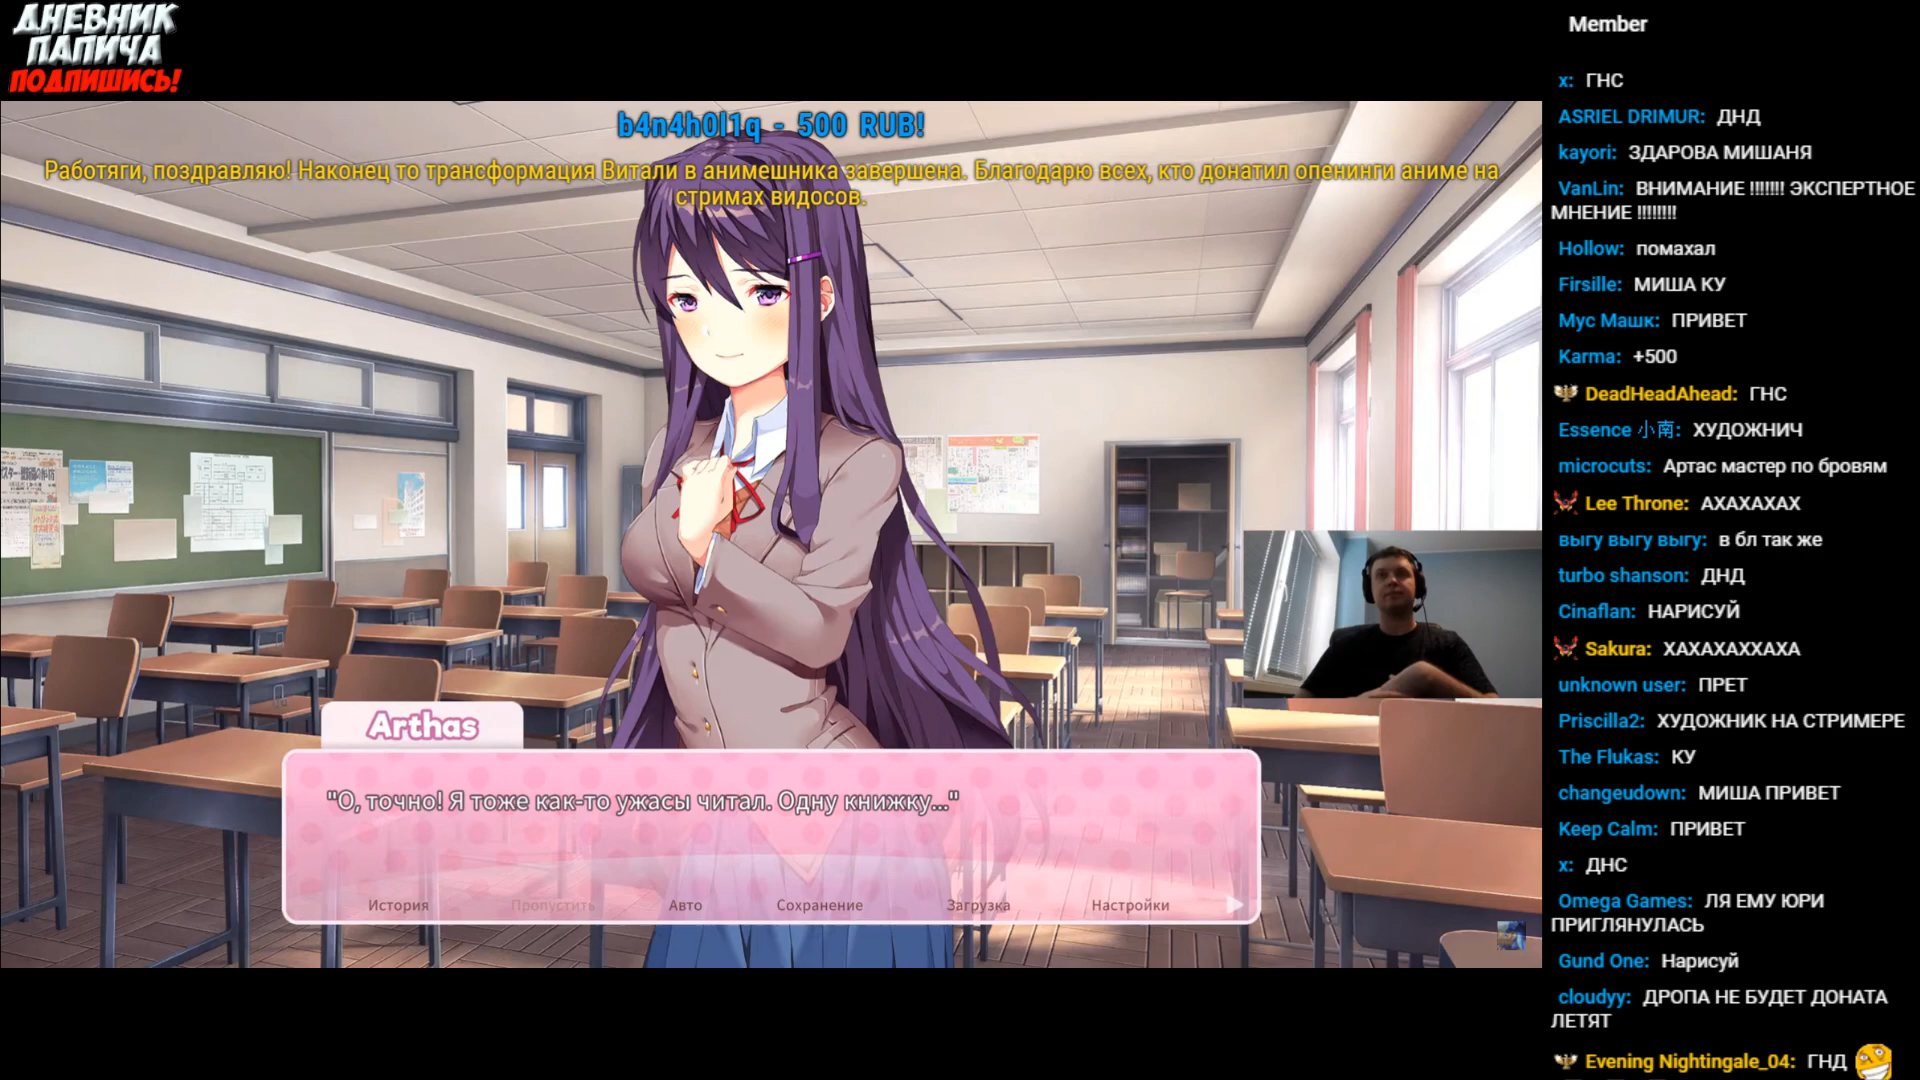 ДНЕВНИК
ПАПИЧА
ПОДПИШИСЬ!
b4n4h0l1q - 500 RUB!
Работяги, поздравляю! Наконец то трансформация Витали в анимешника завершена. Благодарю всех, кто донатил опенинги аниме на
стримах видосов.
Arthas
"О, точно! Я тоже как-то ужасы читал. Одну книжку..."
История Пропустить Авто Сохранение Загрузка Настройки
Member
x: ГНС
ASRIEL DRIMUR: ДНД
kayori: ЗДАРОВА МИШАНЯ
VanLin: ВНИМАНИЕ !!!!!!! ЭКСПЕРТНОЕ
МНЕНИЕ !!!!!!!!
Hollow: помахал
Firsille: МИША КУ
Мус Машк: ПРИВЕТ
Karma: +500
DeadHeadAhead: ГНС
Essence 小南: ХУДОЖНИЧ
microcuts: Артас мастер по бровям
Lee Throne: АХАХАХАХ
выгу выгу выгу: в бл так же
turbo shanson: ДНД
Cinaflan: НАРИСУЙ
Sakura: ХАХАХАХХАХА
unknown user: ПРЕТ
Priscilla2: ХУДОЖНИК НА СТРИМЕРЕ
The Flukas: КУ
changeudown: МИША ПРИВЕТ
Keep Calm: ПРИВЕТ
x: ДНС
Omega Games: ЛЯ ЕМУ ЮРИ
ПРИГЛЯНУЛАСЬ
Gund One: Нарисуй
cloudyy: ДРОПА НЕ БУДЕТ ДОНАТА
ЛЕТЯТ
Evening Nightingale_04: ГНД